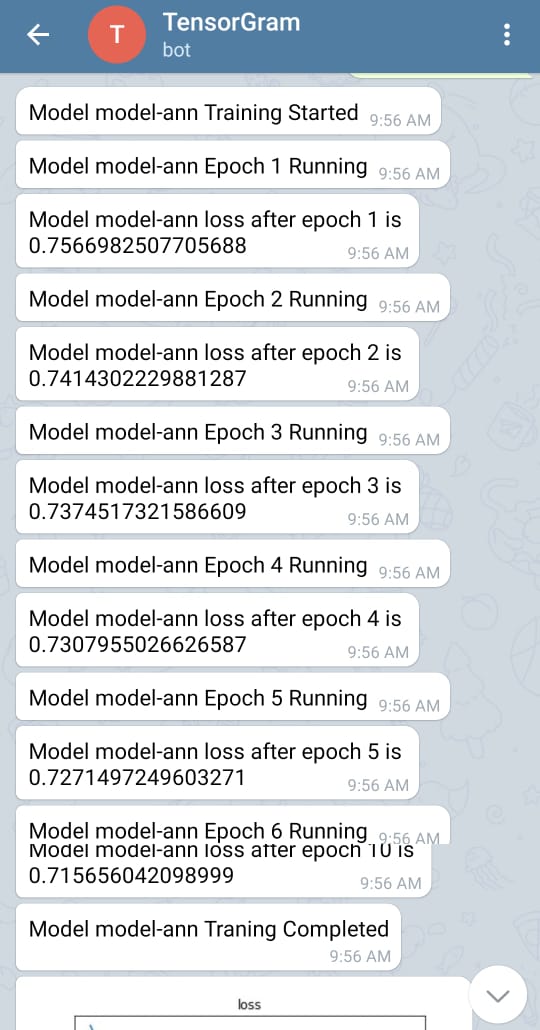 T
TensorGram
bot
Model model-ann Training Started 9:56 AM
Model model-ann Epoch 1 Running 9:56 AM
Model model-ann loss after epoch 1 is
0.7566982507705688 9:56 AM
Model model-ann Epoch 2 Running 9:56 AM
Model model-ann loss after epoch 2 is
0.7414302229881287 9:56 AM
Model model-ann Epoch 3 Running 9:56 AM
Model model-ann loss after epoch 3 is
0.7374517321586609 9:56 AM
Model model-ann Epoch 4 Running 9:56 AM
Model model-ann loss after epoch 4 is
0.7307955026626587 9:56 AM
Model model-ann Epoch 5 Running 9:56 AM
Model model-ann loss after epoch 5 is
0.7271497249603271 9:56 AM
Model model-ann Epoch 6 Running 9:56 AM
Model model-ann loss after epoch 10 is
0.715656042098999 9:56 AM
Model model-ann Traning Completed
9:56 AM
loss